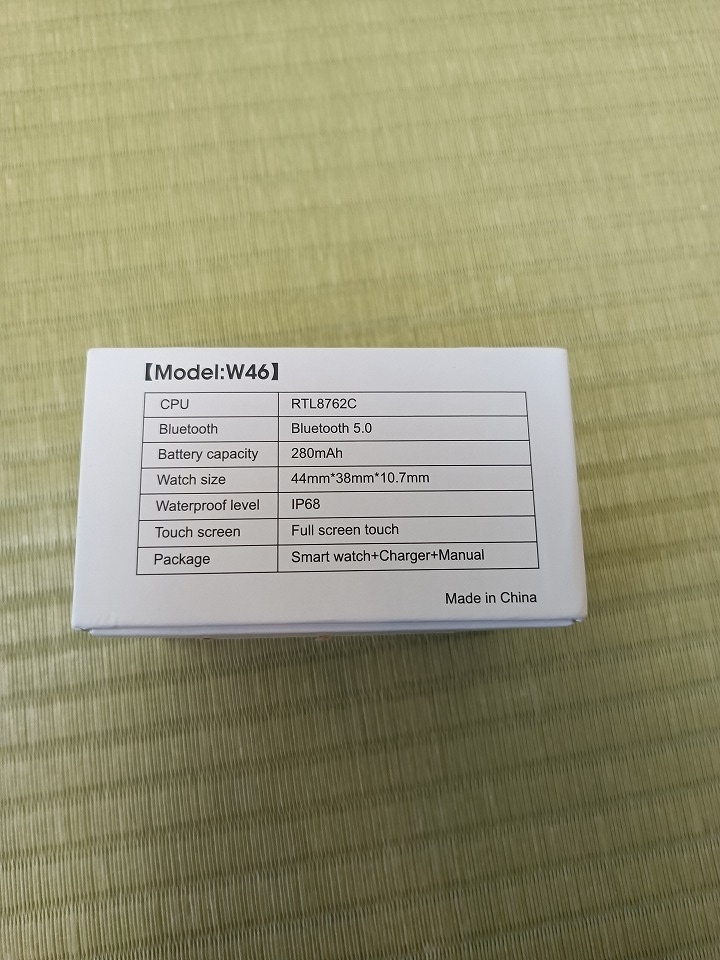 【Model:W46】
CPU RTL8762C
Bluetooth Bluetooth 5.0
Battery capacity 280mAh
Watch size 44mm*38mm*10.7mm
Waterproof level IP68
Touch screen Full screen touch
Package Smart watch+Charger+Manual
Made in China